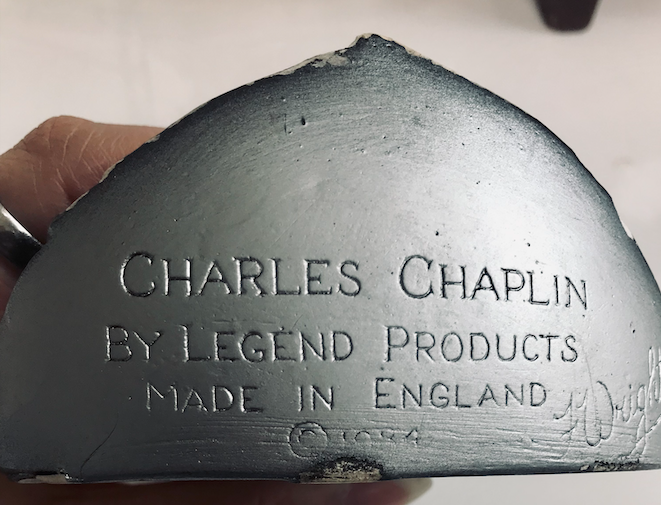 CHARLES CHAPLIN
BY LEGEND PRODUCTS
MADE IN ENGLAND
© 1984